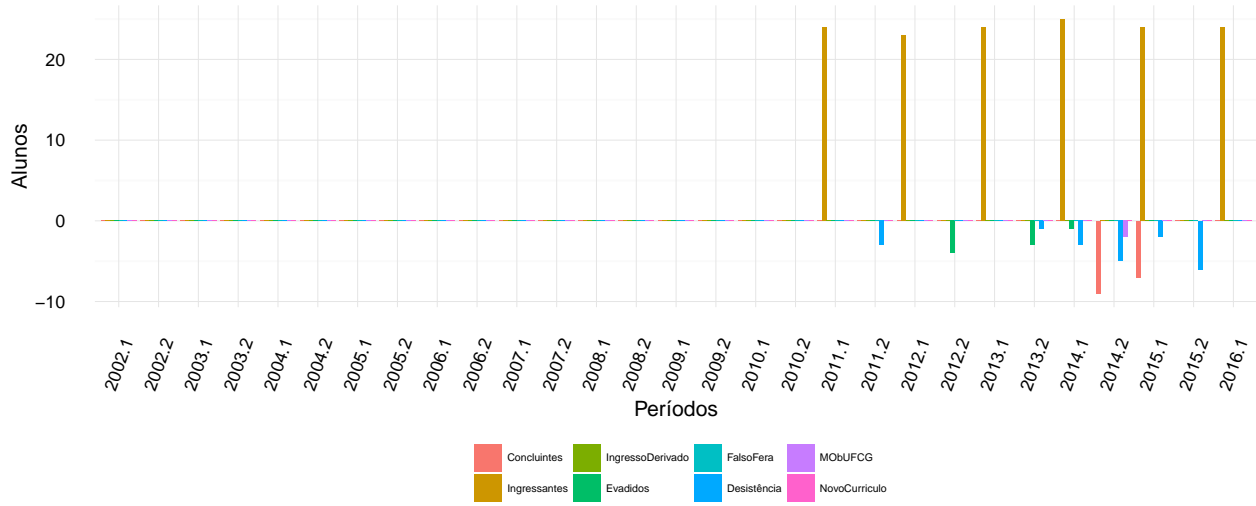 Alunos
20
10
0
−10
2002.1 2002.2 2003.1 2003.2 2004.1 2004.2 2005.1 2005.2 2006.1 2006.2 2007.1 2007.2 2008.1 2008.2 2009.1 2009.2 2010.1 2010.2 2011.1 2011.2 2012.1 2012.2 2013.1 2013.2 2014.1 2014.2 2015.1 2015.2 2016.1
Períodos
Concluintes IngressoDerivado FalsoFera MObUFCG
Ingressantes Evadidos Desistência NovoCurriculo